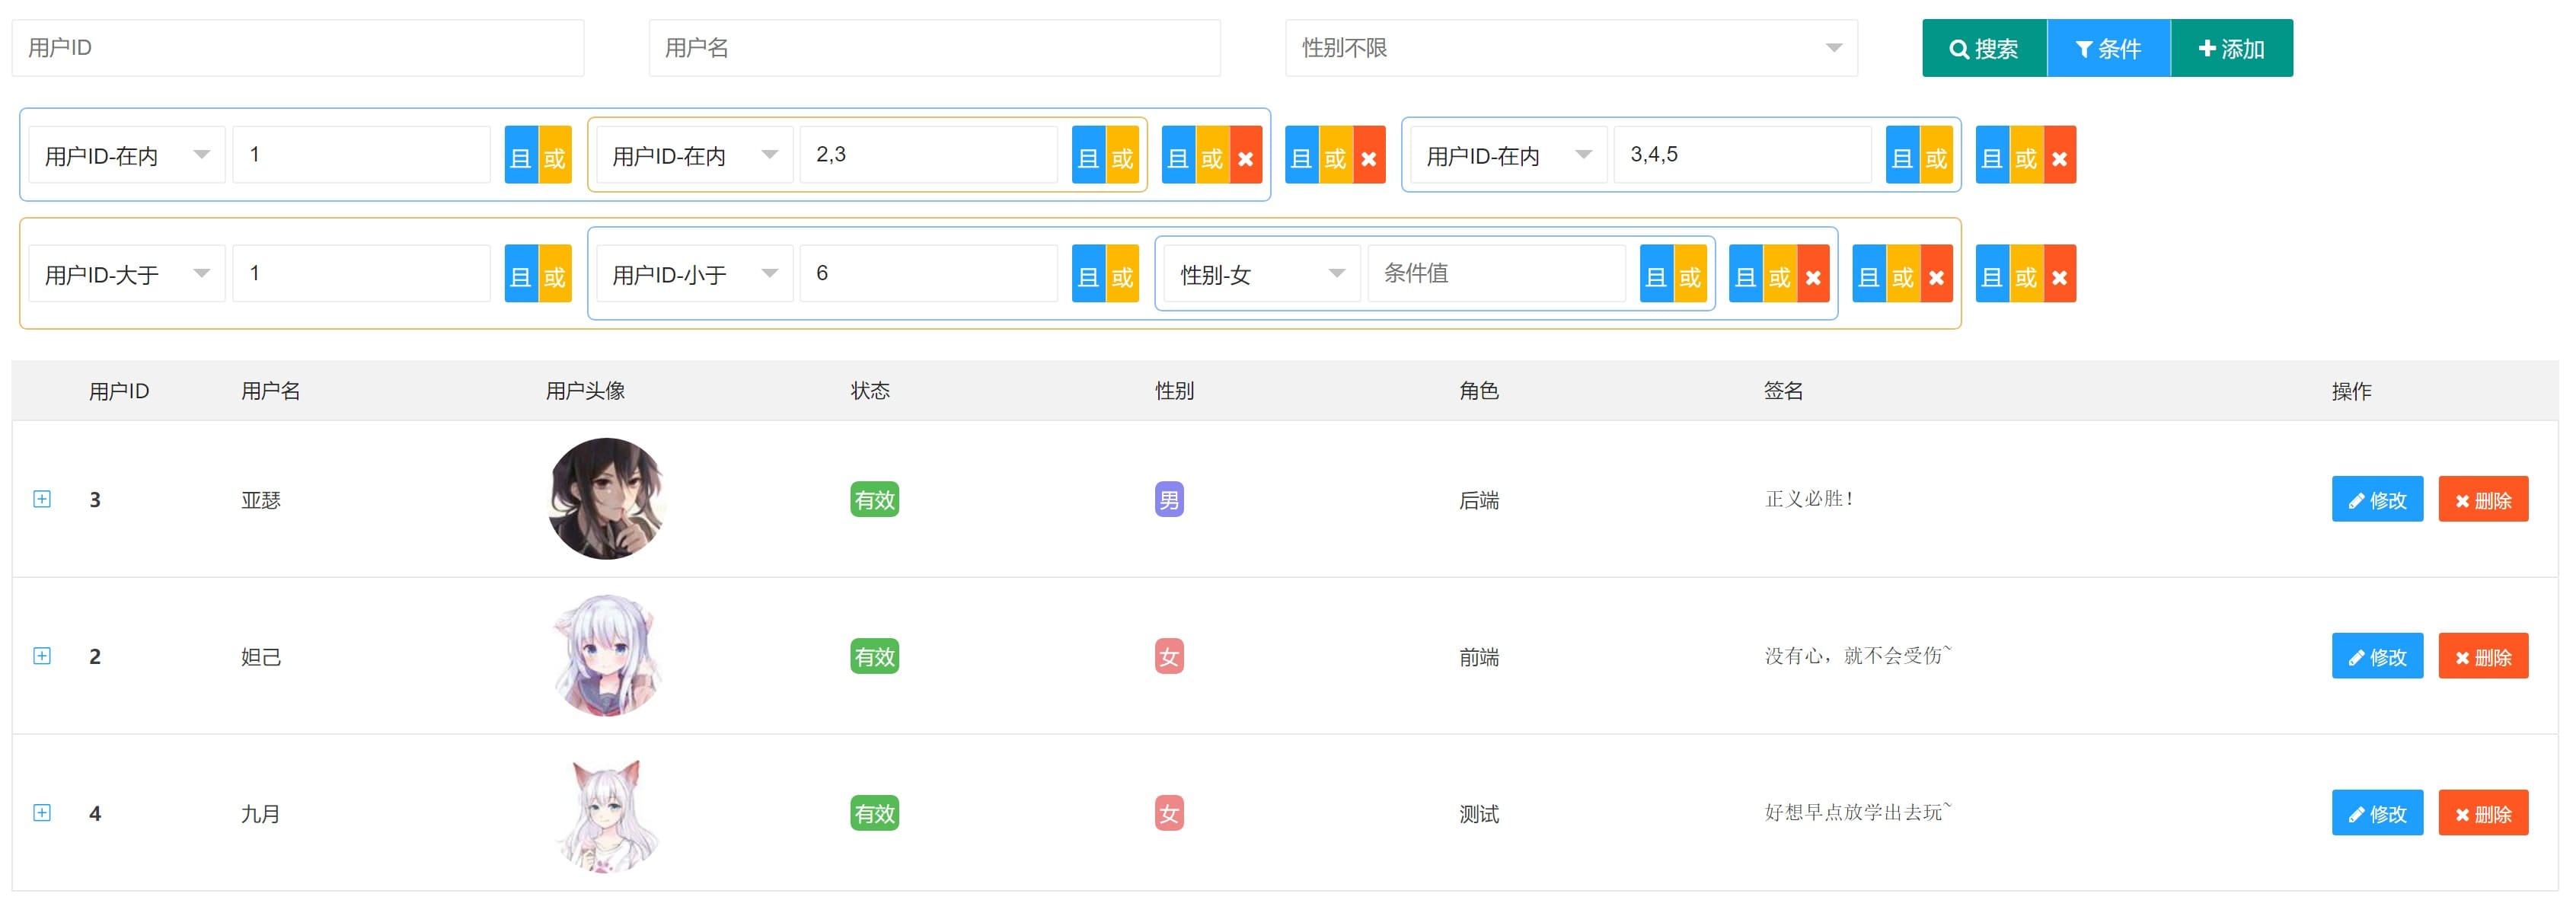 用户ID 用户名 性别不限 搜索 条件 添加
用户ID-在内 1 且 或 用户ID-在内 2,3 且 或 且 或 且 或 用户ID-在内 3,4,5 且 或 且 或
用户ID-大于 1 且 或 用户ID-小于 6 且 或 性别-女 条件值 且 或 且 或 且 或 且 或
用户ID 用户名 用户头像 状态 性别 角色 签名 操作
3 亚瑟 有效 男 后端 正义必胜！ 修改 删除
2 妲己 有效 女 前端 没有心，就不会受伤~ 修改 删除
4 九月 有效 女 测试 好想早点放学出去玩~ 修改 删除